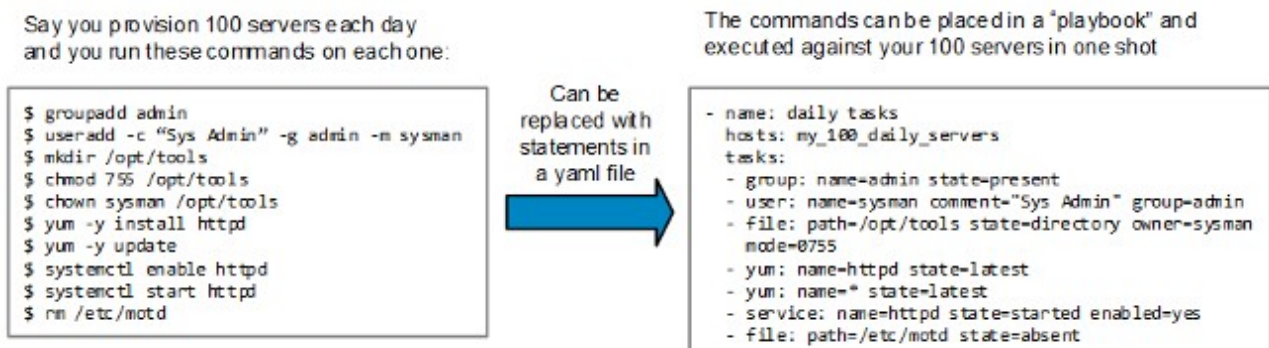 Say you provision 100 servers each day
and you run these commands on each one:
$ groupadd admin
$ useradd -c “Sys Admin” -g admin -m sysman
$ mkdir /opt/tools
$ chmod 755 /opt/tools
$ chown sysman /opt/tools
$ yum -y install httpd
$ yum -y update
$ systemctl enable httpd
$ systemctl start httpd
$ rm /etc/motd
Can be
replaced with
statements in
a yaml file
The commands can be placed in a “playbook” and
executed against your 100 servers in one shot
- name: daily tasks
hosts: my_100_daily_servers
tasks:
- group: name=admin state=present
- user: name=sysman comment="Sys Admin" group=admin
- file: path=/opt/tools state=directory owner=sysman
mode=0755
- yum: name=httpd state=latest
- yum: name=* state=latest
- service: name=httpd state=started enabled=yes
- file: path=/etc/motd state=absent